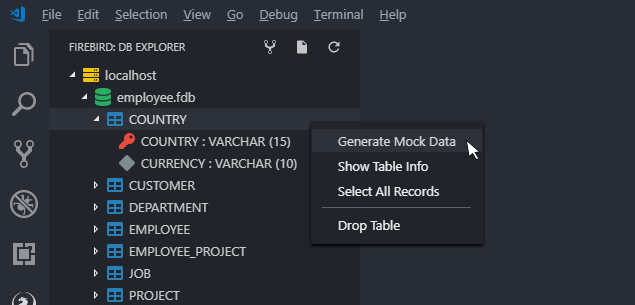 File Edit Selection View Go Debug Terminal Help
FIREBIRD: DB EXPLORER
localhost
employee.fdb
COUNTRY
COUNTRY : VARCHAR (15)
CURRENCY : VARCHAR (10)
CUSTOMER
DEPARTMENT
EMPLOYEE
EMPLOYEE_PROJECT
JOB
PROJECT
Generate Mock Data
Show Table Info
Select All Records
Drop Table